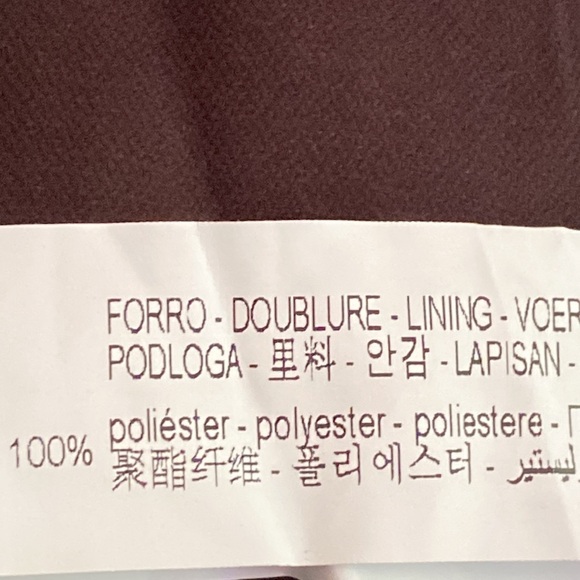 FORRO - DOUBLURE - LINING - VOER
PODLOGA - 里料 - 안감 - LAPISAN -
100% poliéster - polyester - poliestere -
聚酯纤维 - 폴리에스터 -